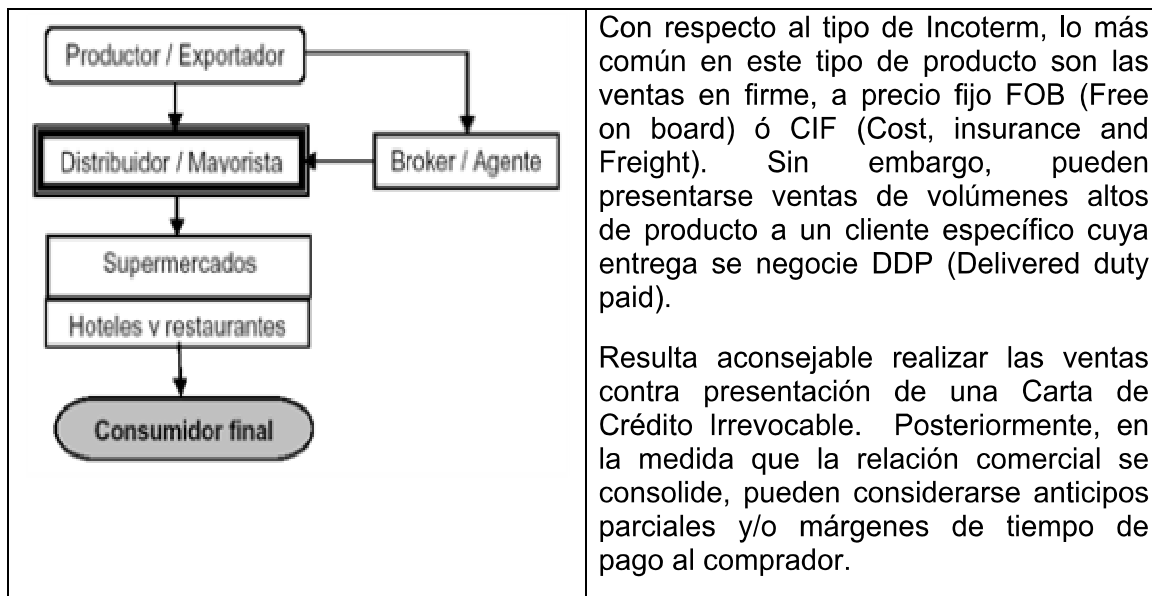 Productor / Exportador
Distribuidor / Mayorista
Broker / Agente
Supermercados
Hoteles v restaurantes
Consumidor final
Con respecto al tipo de Incoterm, lo más
común en este tipo de producto son las
ventas en firme, a precio fijo FOB (Free
on board) ó CIF (Cost, insurance and
Freight). Sin embargo, pueden
presentarse ventas de volúmenes altos
de producto a un cliente específico cuya
entrega se negocie DDP (Delivered duty
paid).
Resulta aconsejable realizar las ventas
contra presentación de una Carta de
Crédito Irrevocable. Posteriormente, en
la medida que la relación comercial se
consolide, pueden considerarse anticipos
parciales y/o márgenes de tiempo de
pago al comprador.